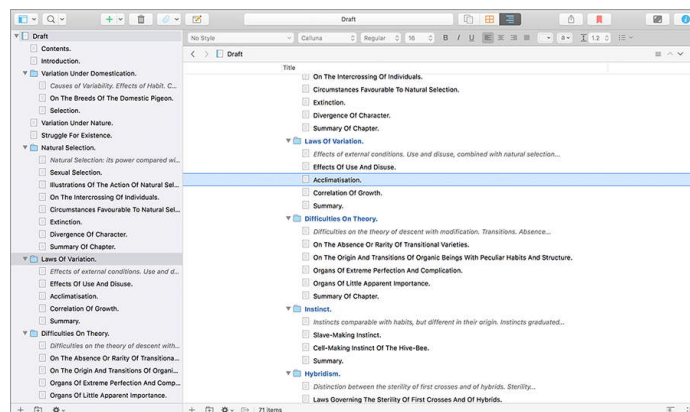 Draft
Draft
Contents.
Introduction.
Variation Under Domestication.
Causes of Variability. Effects of Habit. C...
On The Breeds Of The Domestic Pigeon.
Selection.
Variation Under Nature.
Struggle For Existence.
Natural Selection.
Natural Selection: its power compared wi...
Sexual Selection.
Illustrations Of The Action Of Natural Sel...
On The Intercrossing Of Individuals.
Circumstances Favourable To Natural Sel...
Extinction.
Divergence Of Character.
Summary Of Chapter.
Laws Of Variation.
Effects of external conditions. Use and d...
Effects Of Use And Disuse.
Acclimatisation.
Correlation Of Growth.
Summary.
Difficulties On Theory.
Difficulties on the theory of descent with...
On The Absence Or Rarity Of Transitiona...
On The Origin And Transitions Of Organi...
Organs Of Extreme Perfection And Comp...
Organs Of Little Apparent Importance.
No Style Calluna Regular 16 B I U 1.2
Draft
Title
On The Intercrossing Of Individuals.
Circumstances Favourable To Natural Selection.
Extinction.
Divergence Of Character.
Summary Of Chapter.
Laws Of Variation.
Effects of external conditions. Use and disuse, combined with natural selection...
Effects Of Use And Disuse.
Acclimatisation.
Correlation Of Growth.
Summary.
Difficulties On Theory.
Difficulties on the theory of descent with modification. Transitions. Absence...
On The Absence Or Rarity Of Transitional Varieties.
On The Origin And Transitions Of Organic Beings With Peculiar Habits And Structure.
Organs Of Extreme Perfection And Complication.
Organs Of Little Apparent Importance.
Summary Of Chapter.
Instinct.
Instincts comparable with habits, but different in their origin. Instincts graduated...
Slave-Making Instinct.
Cell-Making Instinct Of The Hive-Bee.
Summary.
Hybridism.
Distinction between the sterility of first crosses and of hybrids. Sterility...
Laws Governing The Sterility Of First Crosses And Of Hybrids.
71 items